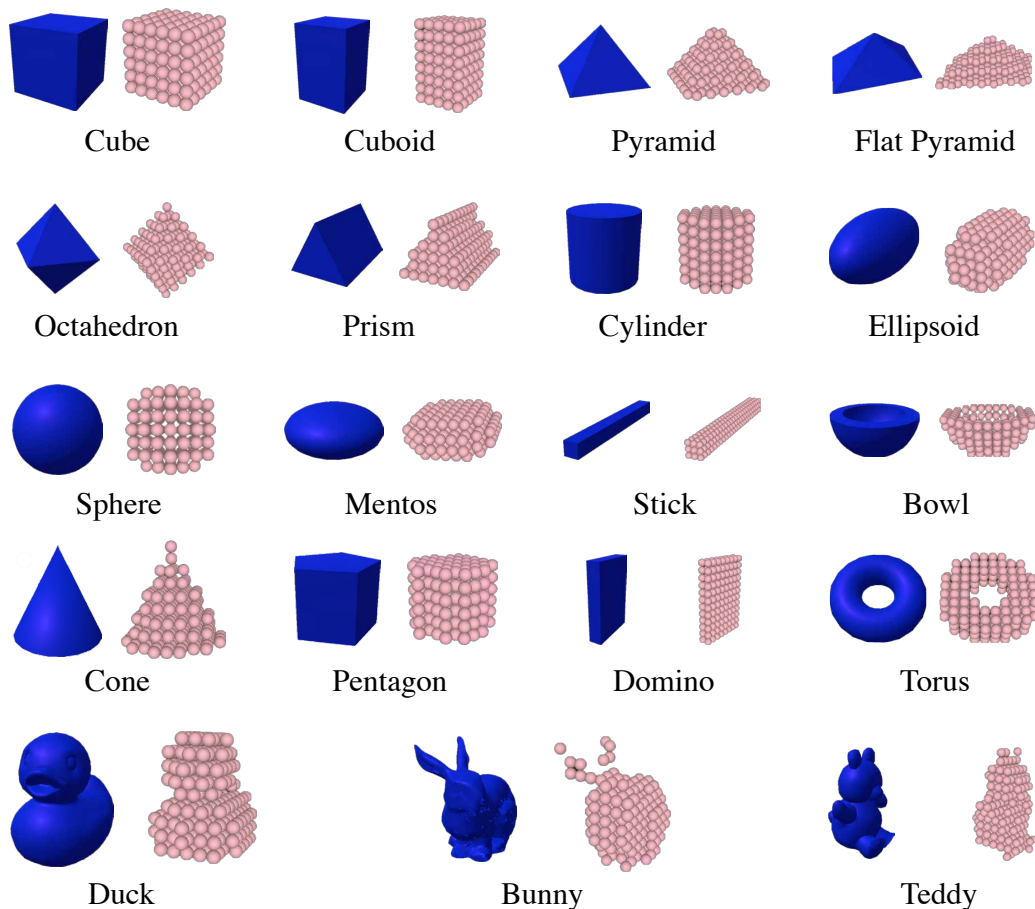 Cube Cuboid Pyramid Flat Pyramid
Octahedron Prism Cylinder Ellipsoid
Sphere Mentos Stick Bowl
Cone Pentagon Domino Torus
Duck Bunny Teddy